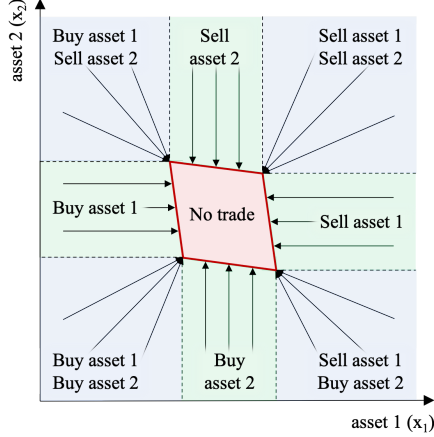 asset 2 (x2)
Buy asset 1
Sell asset 2
Sell
asset 2
Sell asset 1
Sell asset 2
Buy asset 1
No trade
Sell asset 1
Buy asset 1
Buy asset 2
Buy
asset 2
Sell asset 1
Buy asset 2
asset 1 (x1)